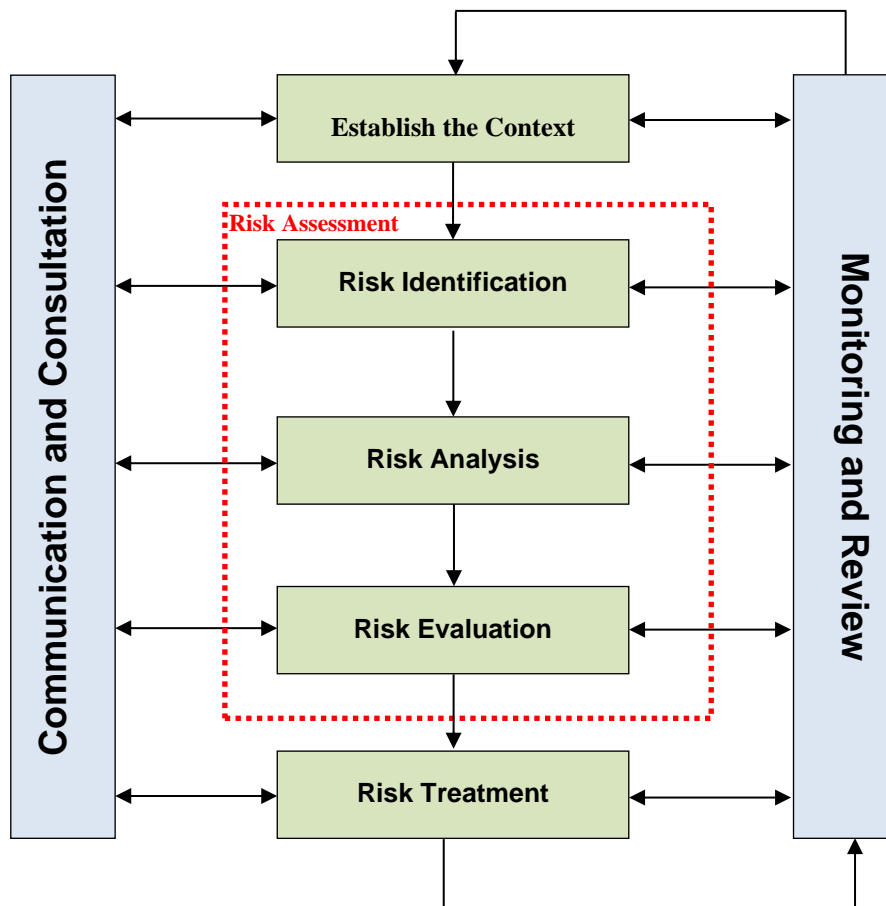 Establish the Context
Risk Assessment
Risk Identification
Risk Analysis
Risk Evaluation
Risk Treatment
Communication and Consultation
Monitoring and Review